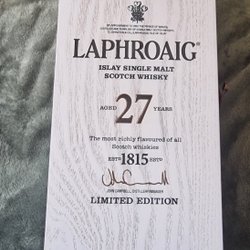 LAPHROAIG®
ISLAY SINGLE MALT
SCOTCH WHISKY
AGED 27 YEARS
The most richly flavoured of all
Scotch whiskies
ESTD 1815 ESTD
JOHN CAMPBELL, DISTILLERY MANAGER
LIMITED EDITION